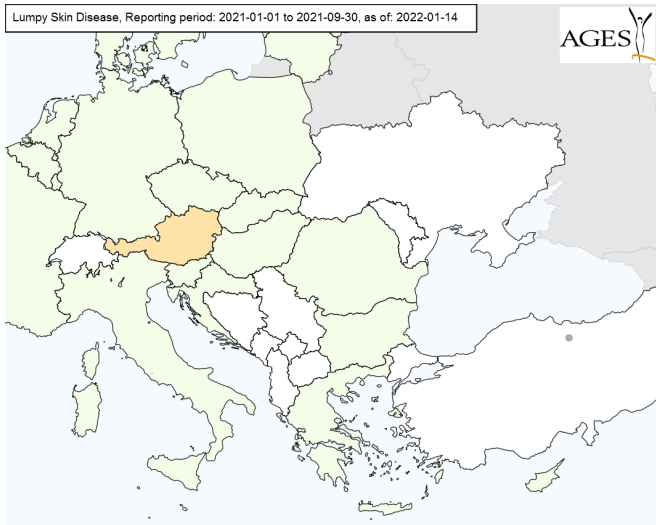 Lumpy Skin Disease, Reporting period: 2021-01-01 to 2021-09-30, as of: 2022-01-14
AGES